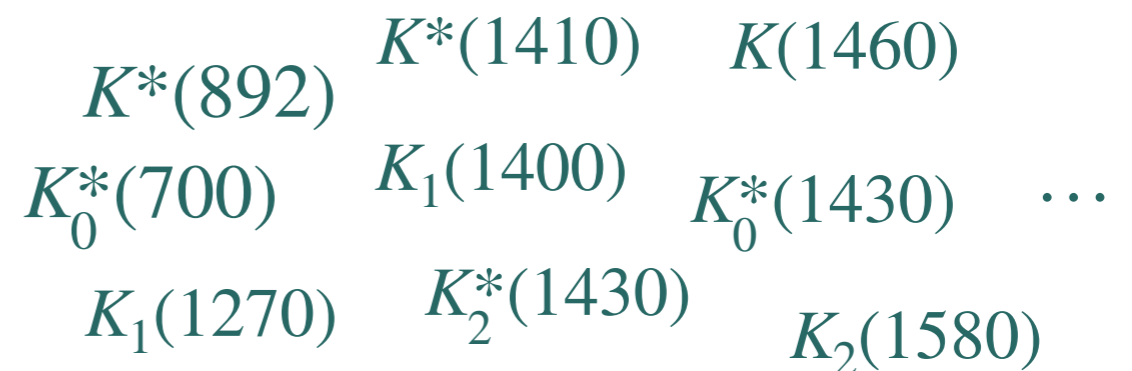 K*(892)
K*(1410)
K(1460)
K₀*(700)
K₁(1400)
K₀*(1430)
…
K₁(1270)
K₂*(1430)
K₂(1580)